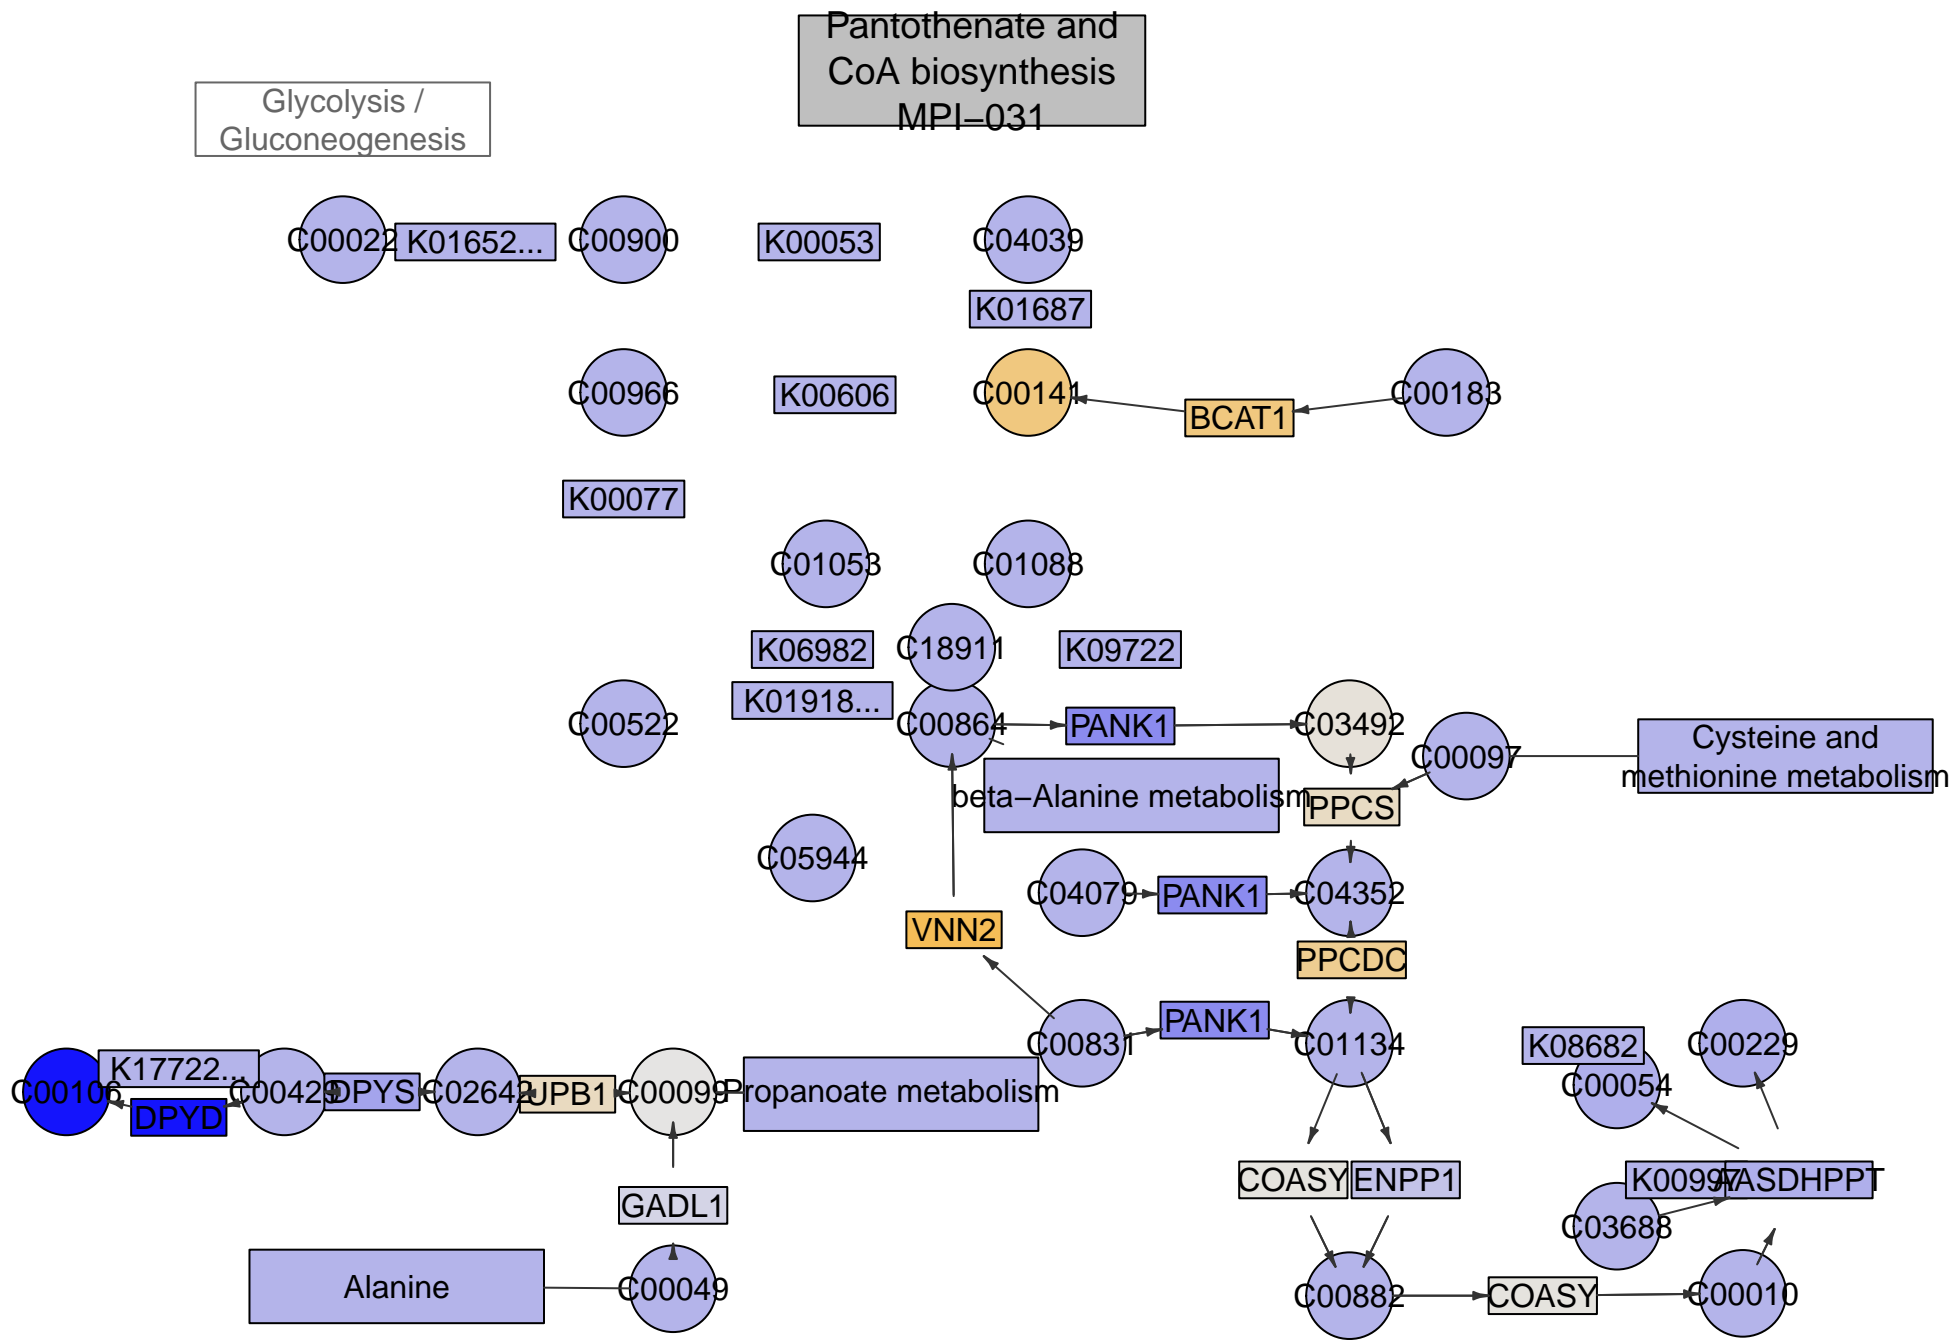 Pantothenate and
CoA biosynthesis
MPI−031
Glycolysis /
Gluconeogenesis
C00022
K01652...
C00900
K00053
C04039
K01687
C00966
K00606
C00141
BCAT1
C00183
K00077
C01053
C01088
K06982
C18911
K09722
K01918...
C00522
C00864
PANK1
C03492
C00097
Cysteine and
methionine metabolism
beta−Alanine metabolism
PPCS
C05944
C04079
PANK1
C04352
VNN2
PPCDC
C00831
PANK1
C01134
K08682
C00229
C00054
K17722...
C00106
DPYD
C00429
DPYS
C02642
UPB1
C00099
Propanoate metabolism
COASY
ENPP1
K00997
AASDHPPT
GADL1
C03688
Alanine
C00049
C00882
COASY
C00010